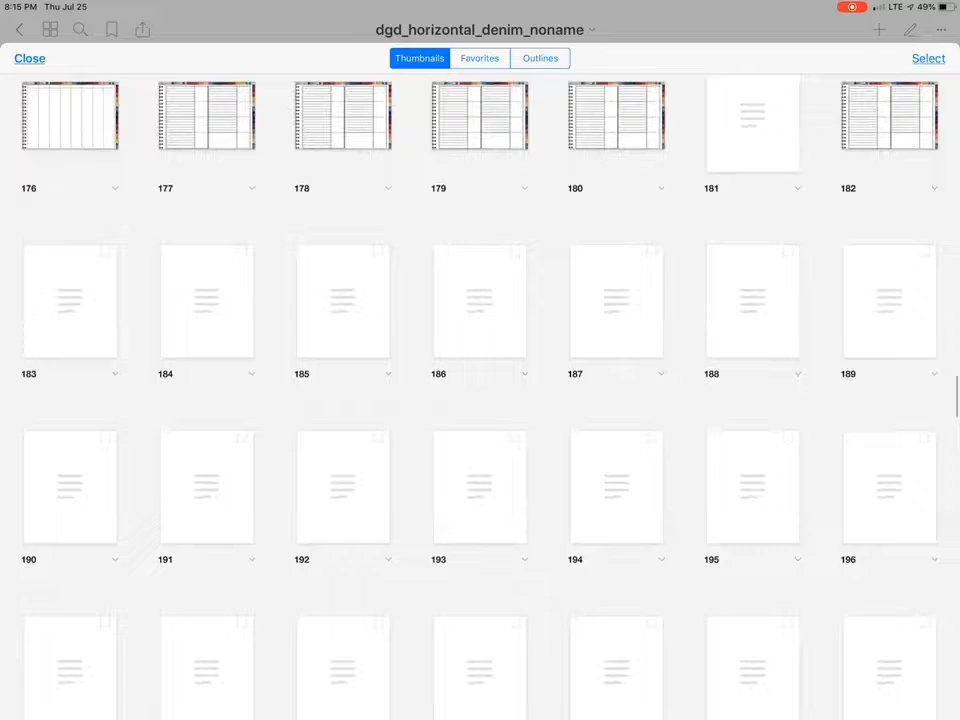 8:15 PM Thu Jul 25
LTE 49%
dgd_horizontal_denim_noname
Close Thumbnails Favorites Outlines Select
176 177 178 179 180 181 182
183 184 185 186 187 188 189
190 191 192 193 194 195 196